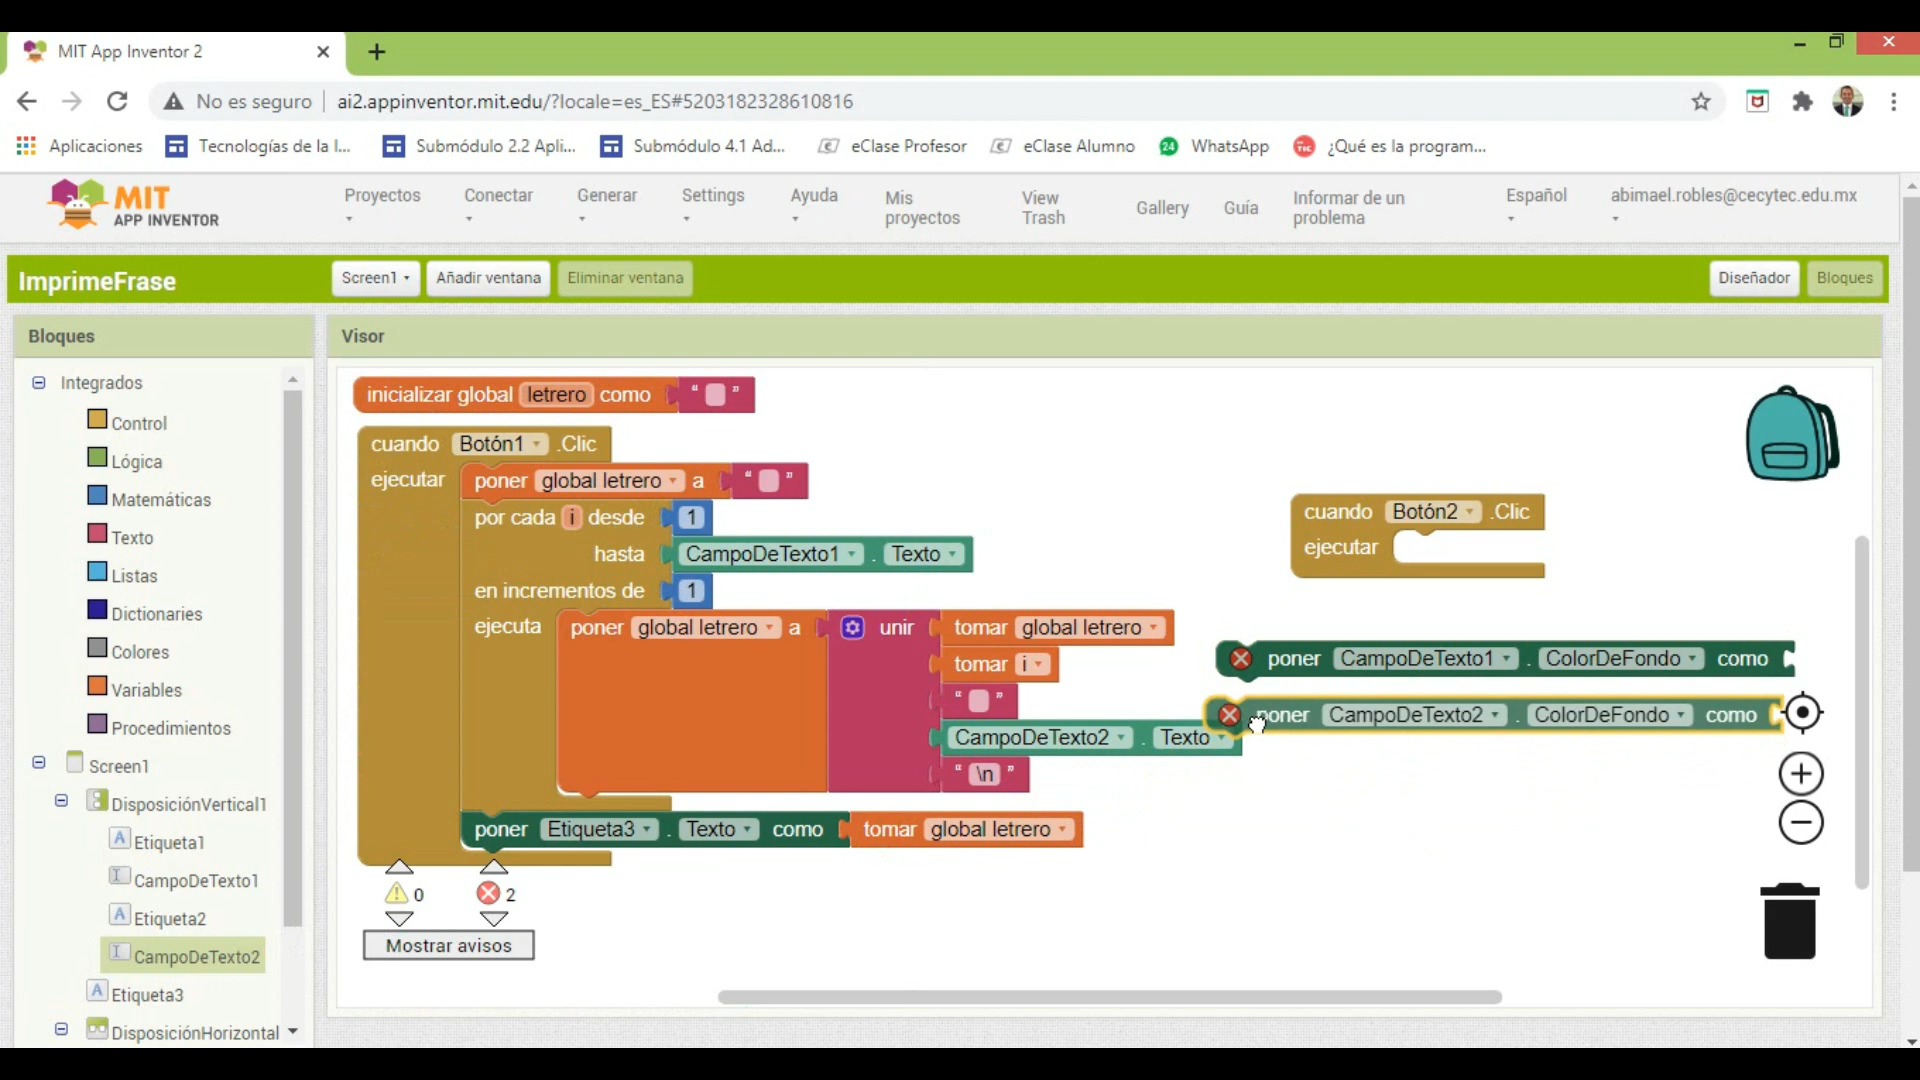 MIT App Inventor 2
No es seguro ai2.appinventor.mit.edu/?locale=es_ES#5203182328610816
Aplicaciones Tecnologías de la I... Submódulo 2.2 Apli... Submódulo 4.1 Ad... eClase Profesor eClase Alumno 24 WhatsApp TIC ¿Qué es la program...
MIT
APP INVENTOR
Proyectos Conectar Generar Settings Ayuda Mis proyectos View Trash Gallery Guía Informar de un problema Español abimael.robles@cecytec.edu.mx
ImprimeFrase Screen1 Añadir ventana Eliminar ventana Diseñador Bloques
Bloques
Integrados
Control
Lógica
Matemáticas
Texto
Listas
Dictionaries
Colores
Variables
Procedimientos
Screen1
DisposiciónVertical1
A Etiqueta1
I CampoDeTexto1
A Etiqueta2
I CampoDeTexto2
A Etiqueta3
DisposiciónHorizontal
Visor
inicializar global letrero como “ ”
cuando Botón1 .Clic
ejecutar poner global letrero a “ ”
por cada i desde 1
hasta CampoDeTexto1 . Texto
en incrementos de 1
ejecuta poner global letrero a unir tomar global letrero
tomar i
“ ”
CampoDeTexto2 . Texto
“ \n ”
poner Etiqueta3 . Texto como tomar global letrero
cuando Botón2 .Clic
ejecutar
poner CampoDeTexto1 . ColorDeFondo como
poner CampoDeTexto2 . ColorDeFondo como
0 2
Mostrar avisos